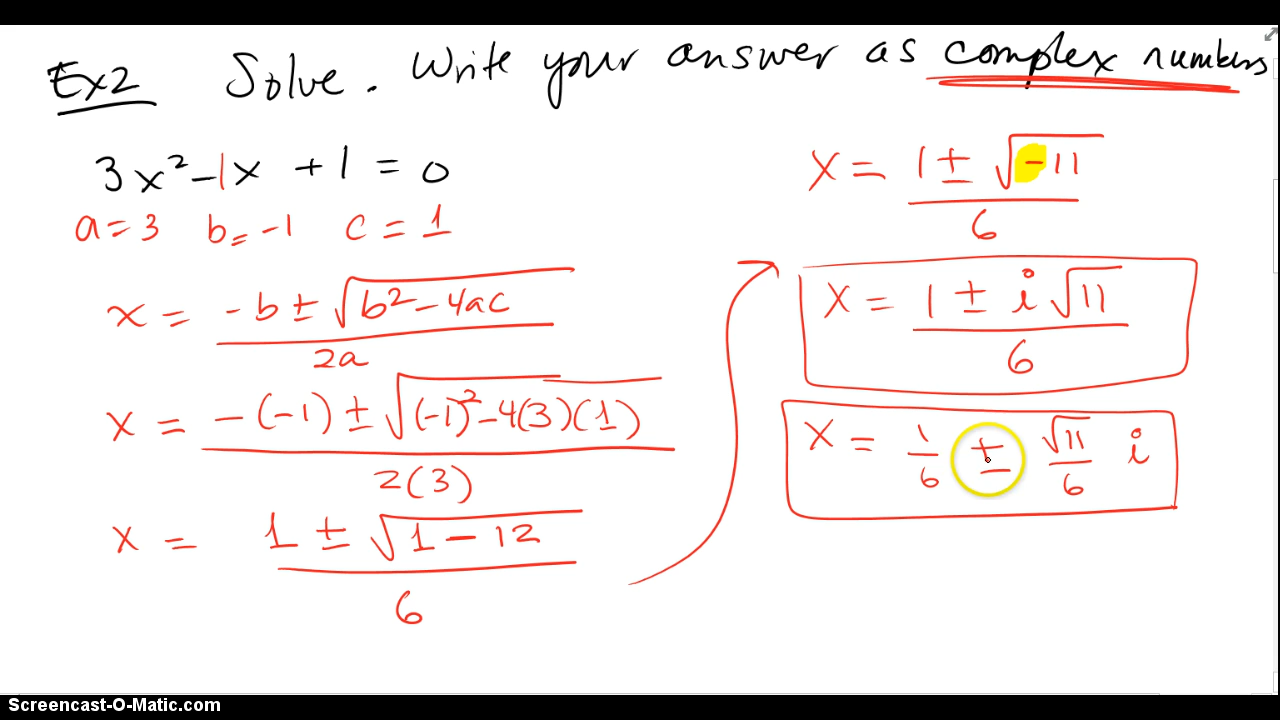 Ex2 Solve. Write your answer as complex numbers
3x² -1x +1 = 0
a=3 b=-1 c=1
x = -b ± √(b²-4ac) / 2a
x = -(-1) ± √((-1)²-4(3)(1)) / 2(3)
x = 1 ± √(1-12) / 6
x = 1 ± √(-11) / 6
x = 1 ± i√11 / 6
x = 1/6 ± √11/6 i
Screencast-O-Matic.com